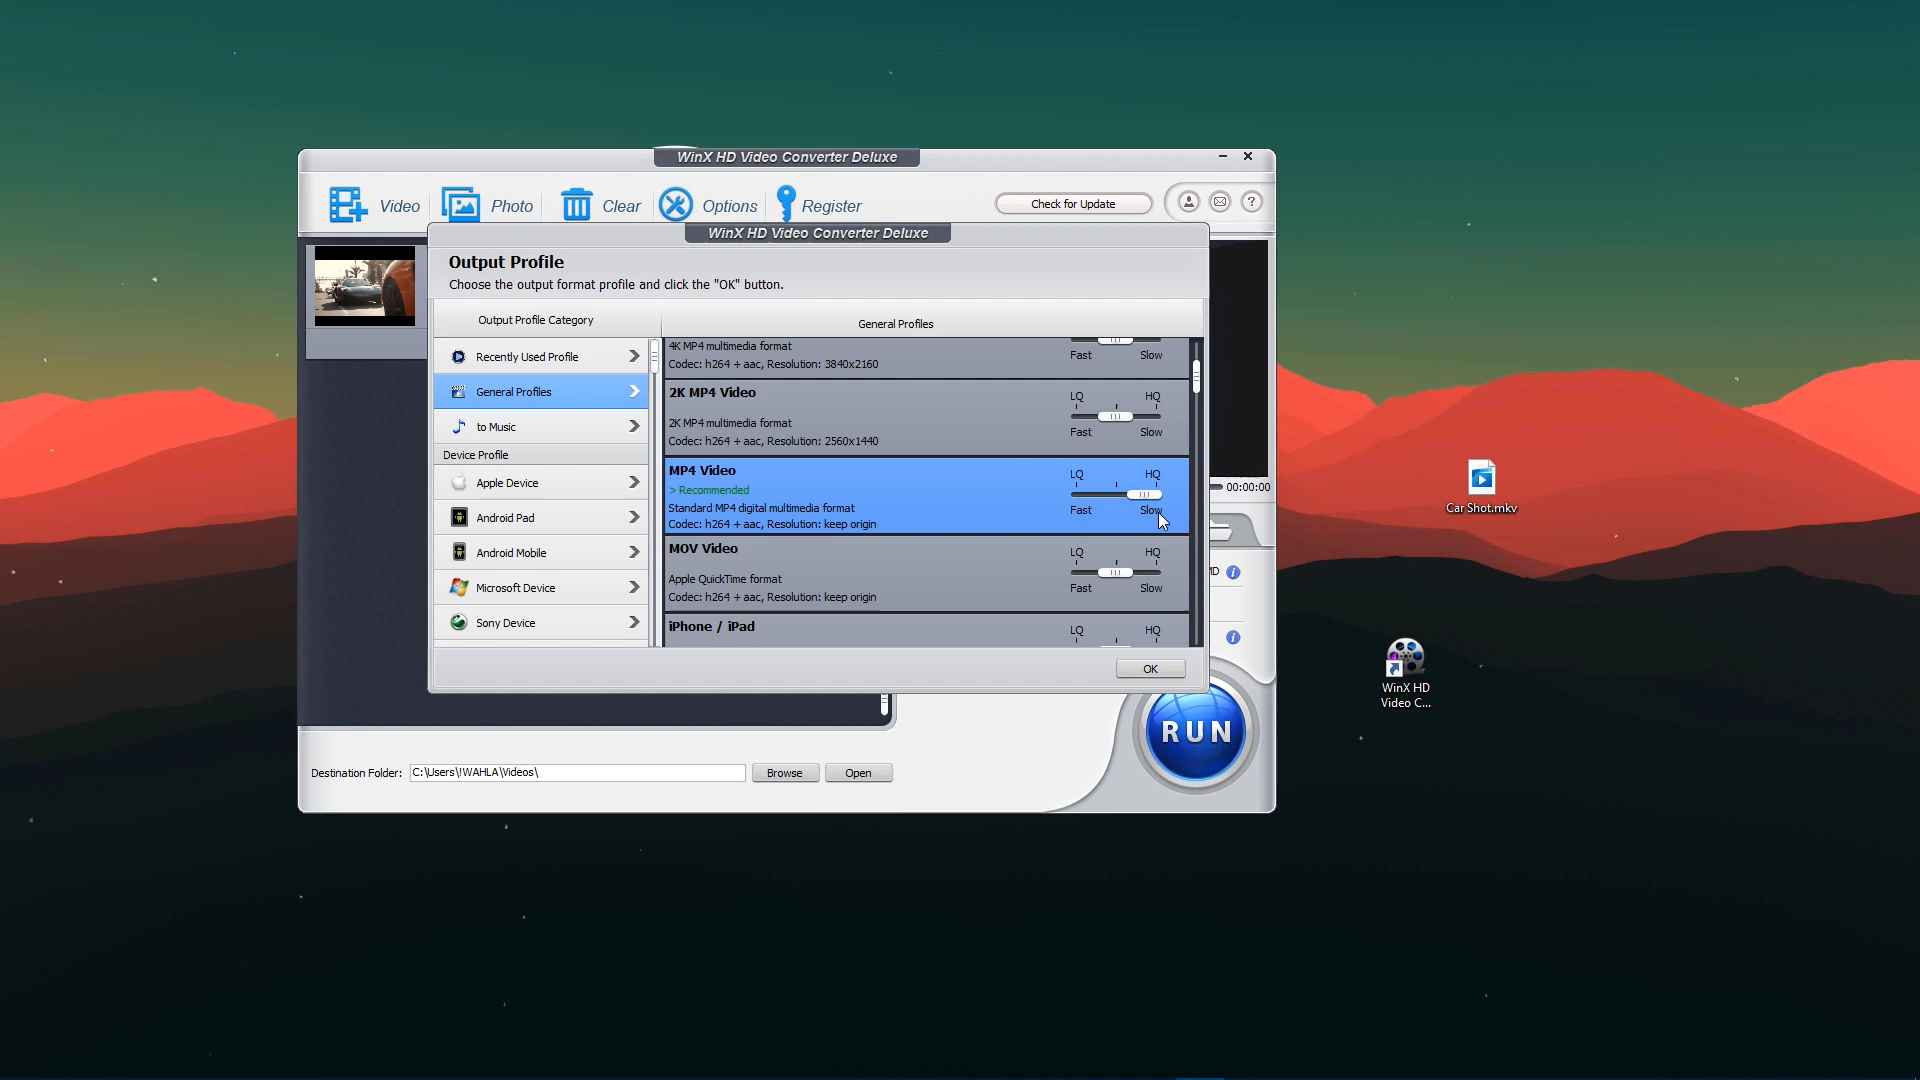 WinX HD Video Converter Deluxe
Video
Photo
Clear
Options
Register
Check for Update
?
WinX HD Video Converter Deluxe
Output Profile
Choose the output format profile and click the "OK" button.
Output Profile Category
Recently Used Profile
General Profiles
to Music
Device Profile
Apple Device
Android Pad
Android Mobile
Microsoft Device
Sony Device
General Profiles
4K MP4 multimedia format
Codec: h264 + aac, Resolution: 3840x2160
Fast Slow
2K MP4 Video
LQ HQ
2K MP4 multimedia format
Codec: h264 + aac, Resolution: 2560x1440
Fast Slow
MP4 Video
LQ HQ
> Recommended
Standard MP4 digital multimedia format
Codec: h264 + aac, Resolution: keep origin
Fast Slow
MOV Video
LQ HQ
Apple QuickTime format
Codec: h264 + aac, Resolution: keep origin
Fast Slow
iPhone / iPad
LQ HQ
OK
00:00:00
RUN
Destination Folder: C:\Users\!WAHLA\Videos\
Browse
Open
Car Shot.mkv
WinX HD
Video C...